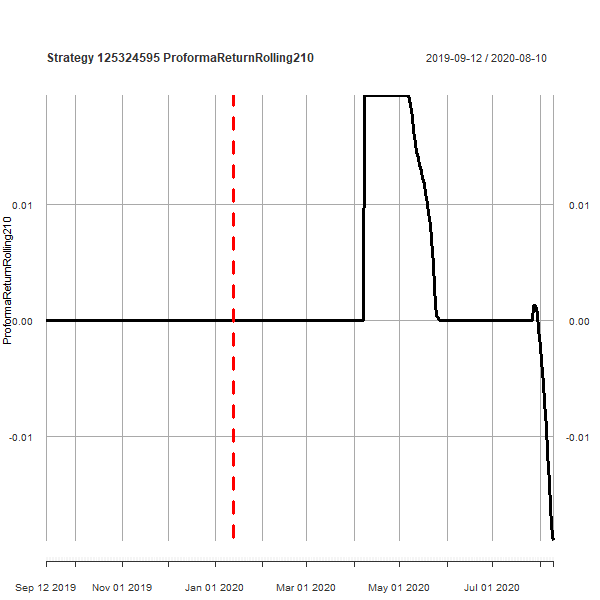 Strategy 125324595 ProformaReturnRolling210
2019-09-12 / 2020-08-10
ProformaReturnRolling210
0.01
0.00
-0.01
0.01
0.00
-0.01
Sep 12 2019
Nov 01 2019
Jan 01 2020
Mar 01 2020
May 01 2020
Jul 01 2020